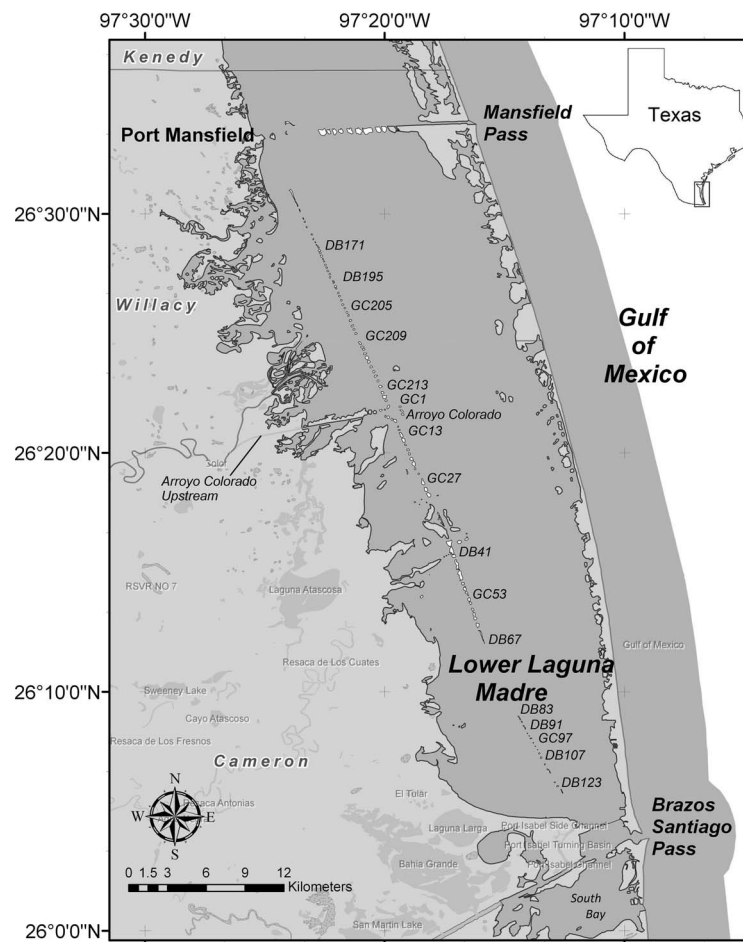 97°30'0"W
97°20'0"W
97°10'0"W
Kenedy
Port Mansfield
Mansfield
Pass
Texas
26°30'0"N
DB171
DB195
Willacy
GC205
GC209
Gulf
of
Mexico
GC213
GC1
Arroyo Colorado
GC13
26°20'0"N
Arroyo Colorado
Upstream
GC27
DB41
RSVR NO 7
Laguna Atascosa
GC53
DB67
Gulf of Mexico
Resaca de Los Cuates
Lower Laguna
Madre
26°10'0"N
Sweeney Lake
DB83
Cayo Atascoso
DB91
GC97
Resaca de Los Fresnos
DB107
Cameron
DB123
N
W
E
S
El Tular
Resaca Antonias
Laguna Larga
Port Isabel Side Channel
Port Isabel Turning Basin
Port Isabel Channel
Brazos
Santiago
Pass
Bahia Grande
0 1.5 3 6 9 12
Kilometers
South
Bay
San Martin Lake
26°0'0"N